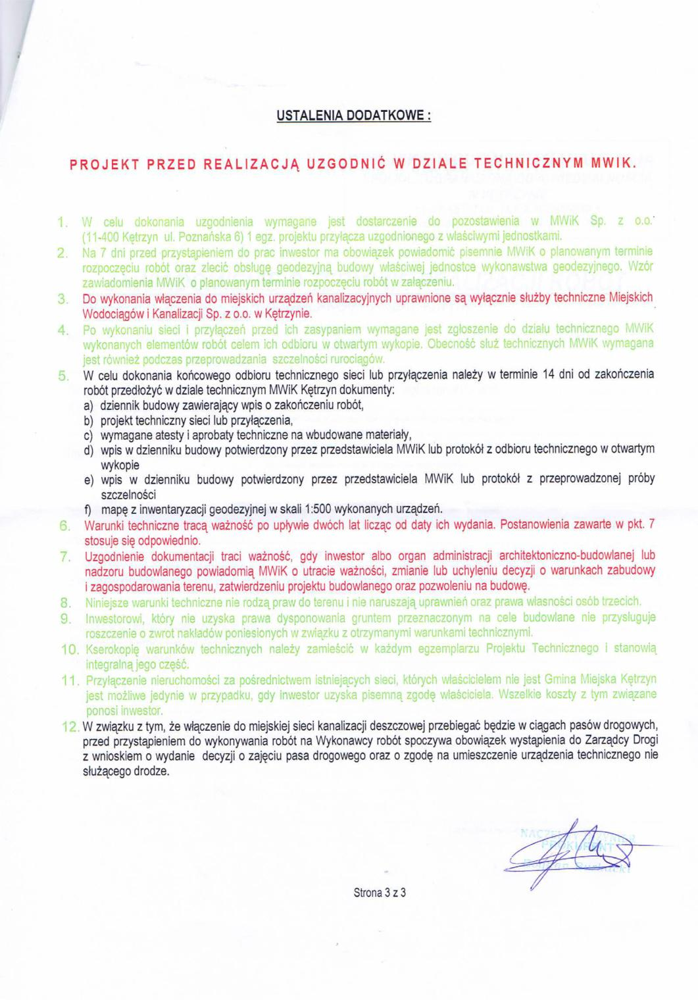 USTALENIA DODATKOWE :
PROJEKT PRZED REALIZACJĄ UZGODNIĆ W DZIALE TECHNICZNYM MWIK.
1. W celu dokonania uzgodnienia wymagane jest dostarczenie do pozostawienia w MWiK Sp. z o.o.
(11-400 Kętrzyn ul. Poznańska 6) 1 egz. projektu przyłącza uzgodnionego z właściwymi jednostkami.
2. Na 7 dni przed przystąpieniem do prac inwestor ma obowiązek powiadomić pisemnie MWiK o planowanym terminie
rozpoczęciu robót oraz zlecić obsługę geodezyjną budowy właściwej jednostce wykonawstwa geodezyjnego. Wzór
zawiadomienia MWiK o planowanym terminie rozpoczęciu robót w załączeniu.
3. Do wykonania włączenia do miejskich urządzeń kanalizacyjnych uprawnione są wyłącznie służby techniczne Miejskich
Wodociągów i Kanalizacji Sp. z o.o. w Kętrzynie.
4. Po wykonaniu sieci i przyłączeń przed ich zasypaniem wymagane jest zgłoszenie do działu technicznego MWiK
wykonanych elementów robót celem ich odbioru w otwartym wykopie. Obecność służ technicznych MWiK wymagana
jest również podczas przeprowadzania szczelności rurociągów.
5. W celu dokonania końcowego odbioru technicznego sieci lub przyłączenia należy w terminie 14 dni od zakończenia
robót przedłożyć w dziale technicznym MWiK Kętrzyn dokumenty:
a) dziennik budowy zawierający wpis o zakończeniu robót,
b) projekt techniczny sieci lub przyłączenia,
c) wymagane atesty i aprobaty techniczne na wbudowane materiały,
d) wpis w dzienniku budowy potwierdzony przez przedstawiciela MWiK lub protokół z odbioru technicznego w otwartym
wykopie
e) wpis w dzienniku budowy potwierdzony przez przedstawiciela MWiK lub protokół z przeprowadzonej próby
szczelności
f) mapę z inwentaryzacji geodezyjnej w skali 1:500 wykonanych urządzeń.
6. Warunki techniczne tracą ważność po upływie dwóch lat licząc od daty ich wydania. Postanowienia zawarte w pkt. 7
stosuje się odpowiednio.
7. Uzgodnienie dokumentacji traci ważność, gdy inwestor albo organ administracji architektoniczno-budowlanej lub
nadzoru budowlanego powiadomią MWiK o utracie ważności, zmianie lub uchyleniu decyzji o warunkach zabudowy
i zagospodarowania terenu, zatwierdzeniu projektu budowlanego oraz pozwoleniu na budowę.
8. Niniejsze warunki techniczne nie rodzą praw do terenu i nie naruszają uprawnień oraz prawa własności osób trzecich.
9. Inwestorowi, który nie uzyska prawa dysponowania gruntem przeznaczonym na cele budowlane nie przysługuje
roszczenie o zwrot nakładów poniesionych w związku z otrzymanymi warunkami technicznymi.
10. Kserokopię warunków technicznych należy zamieścić w każdym egzemplarzu Projektu Technicznego i stanowią
integralną jego część.
11. Przyłączenie nieruchomości za pośrednictwem istniejących sieci, których właścicielem nie jest Gmina Miejska Kętrzyn
jest możliwe jedynie w przypadku, gdy inwestor uzyska pisemną zgodę właściciela. Wszelkie koszty z tym związane
ponosi inwestor.
12. W związku z tym, że włączenie do miejskiej sieci kanalizacji deszczowej przebiegać będzie w ciągach pasów drogowych,
przed przystąpieniem do wykonywania robót na Wykonawcy robót spoczywa obowiązek wystąpienia do Zarządcy Drogi
z wnioskiem o wydanie decyzji o zajęciu pasa drogowego oraz o zgodę na umieszczenie urządzenia technicznego nie
służącego drodze.
PROKURENT
Strona 3 z 3